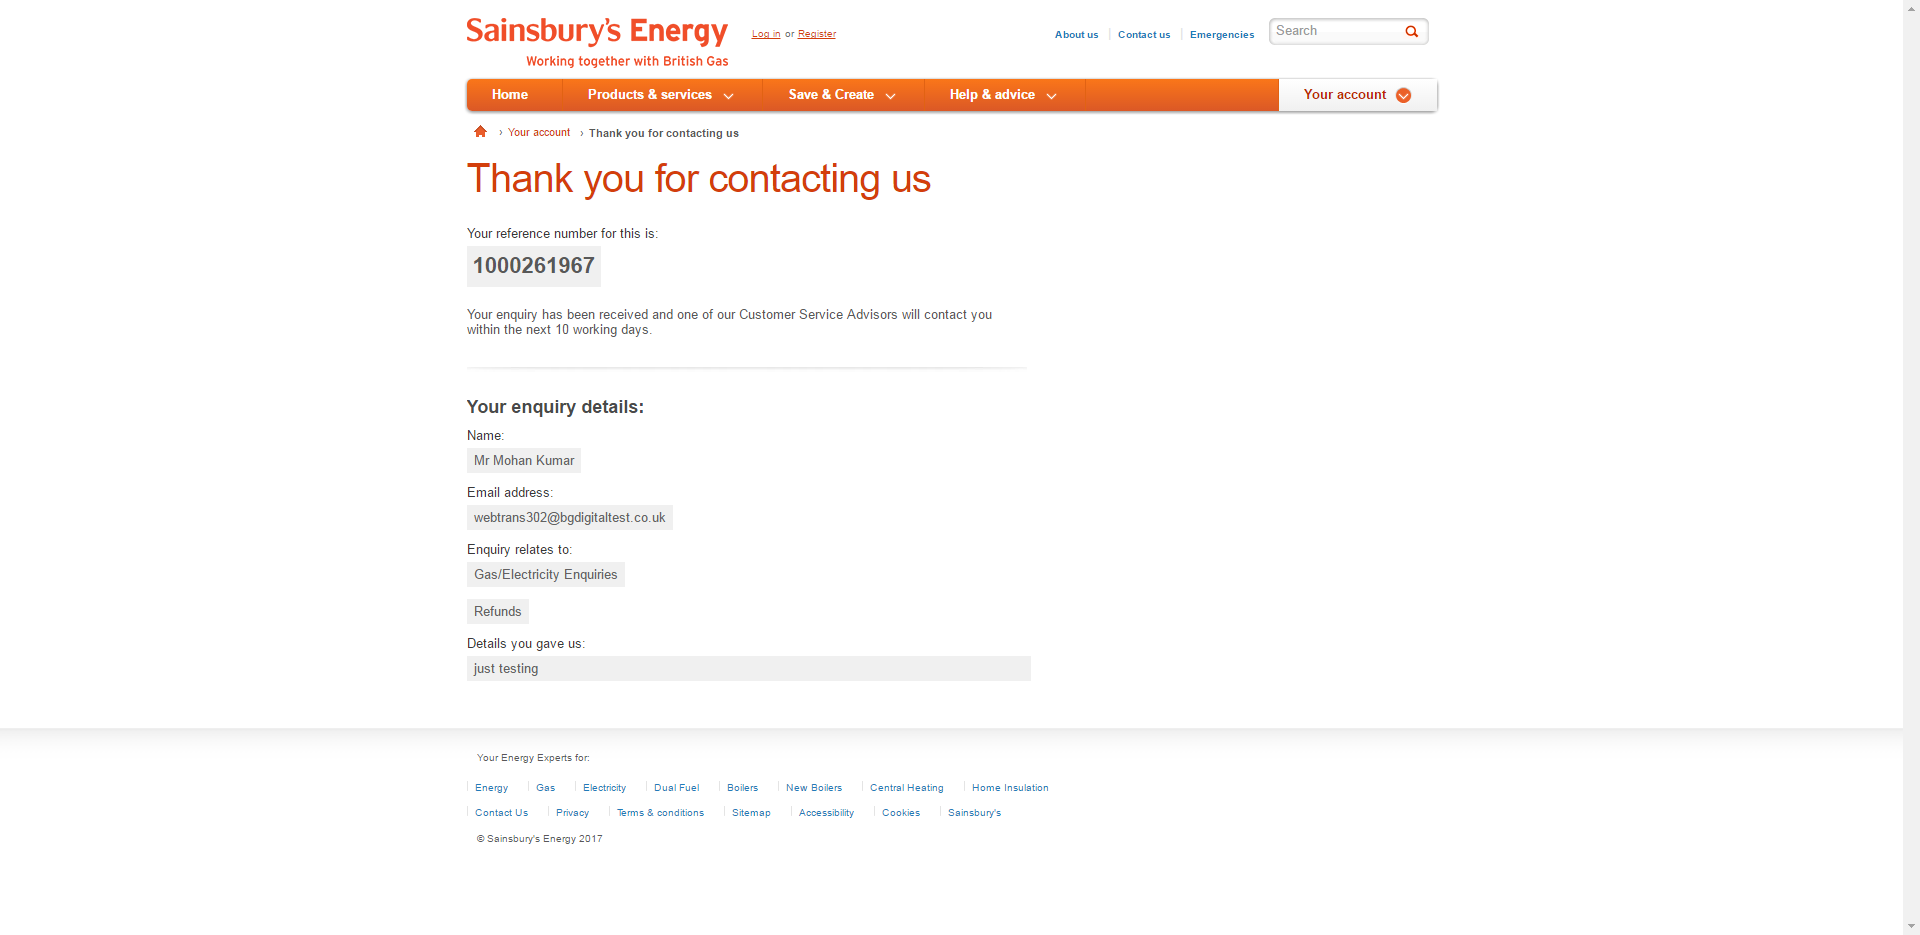 Sainsbury's Energy
Working together with British Gas
Log in or Register
About us
Contact us
Emergencies
Search
Home
Products & services
Save & Create
Help & advice
Your account
› Your account › Thank you for contacting us
Thank you for contacting us
Your reference number for this is:
1000261967
Your enquiry has been received and one of our Customer Service Advisors will contact you
within the next 10 working days.
Your enquiry details:
Name:
Mr Mohan Kumar
Email address:
webtrans302@bgdigitaltest.co.uk
Enquiry relates to:
Gas/Electricity Enquiries
Refunds
Details you gave us:
just testing
Your Energy Experts for:
Energy Gas Electricity Dual Fuel Boilers New Boilers Central Heating Home Insulation
Contact Us Privacy Terms & conditions Sitemap Accessibility Cookies Sainsbury's
© Sainsbury's Energy 2017